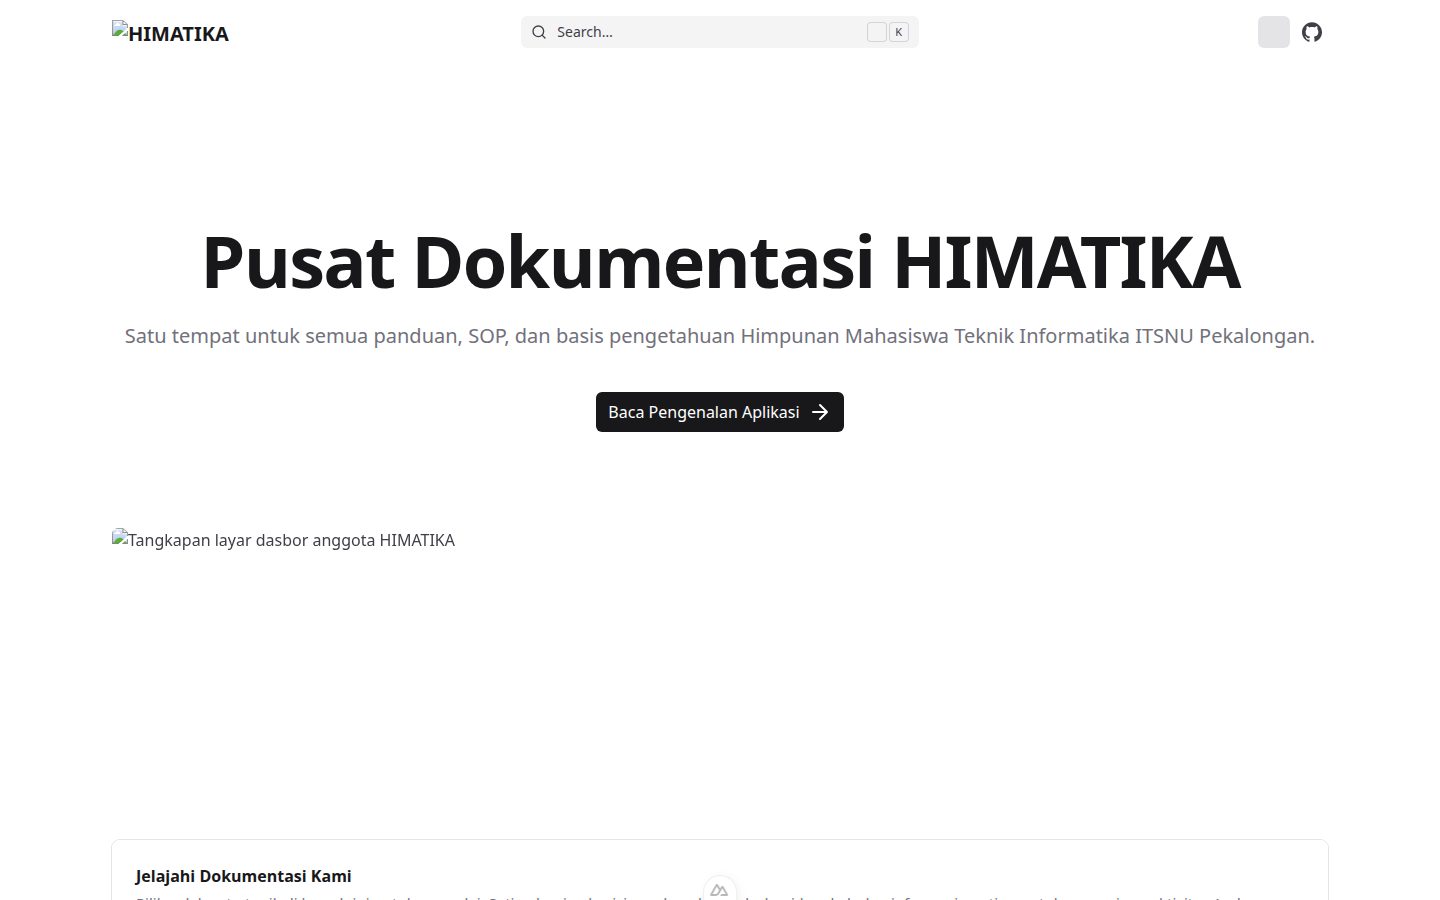 HIMATIKA
Search...
K
Pusat Dokumentasi HIMATIKA
Satu tempat untuk semua panduan, SOP, dan basis pengetahuan Himpunan Mahasiswa Teknik Informatika ITSNU Pekalongan.
Baca Pengenalan Aplikasi
Tangkapan layar dasbor anggota HIMATIKA
Jelajahi Dokumentasi Kami